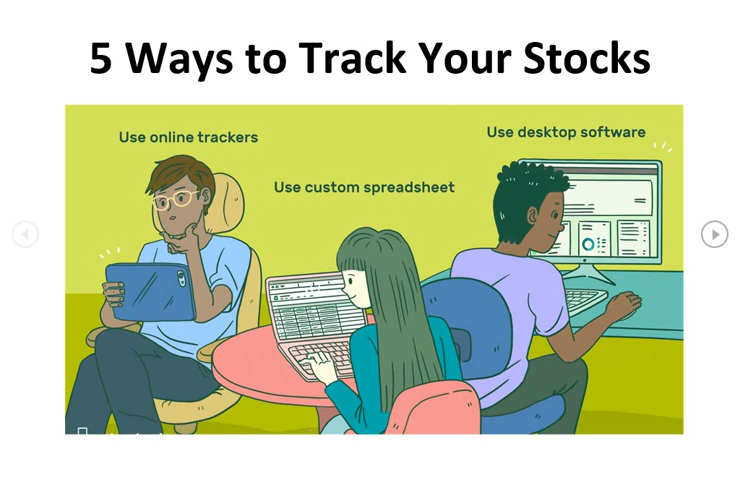 5 Ways to Track Your Stocks
Use online trackers
Use desktop software
Use custom spreadsheet